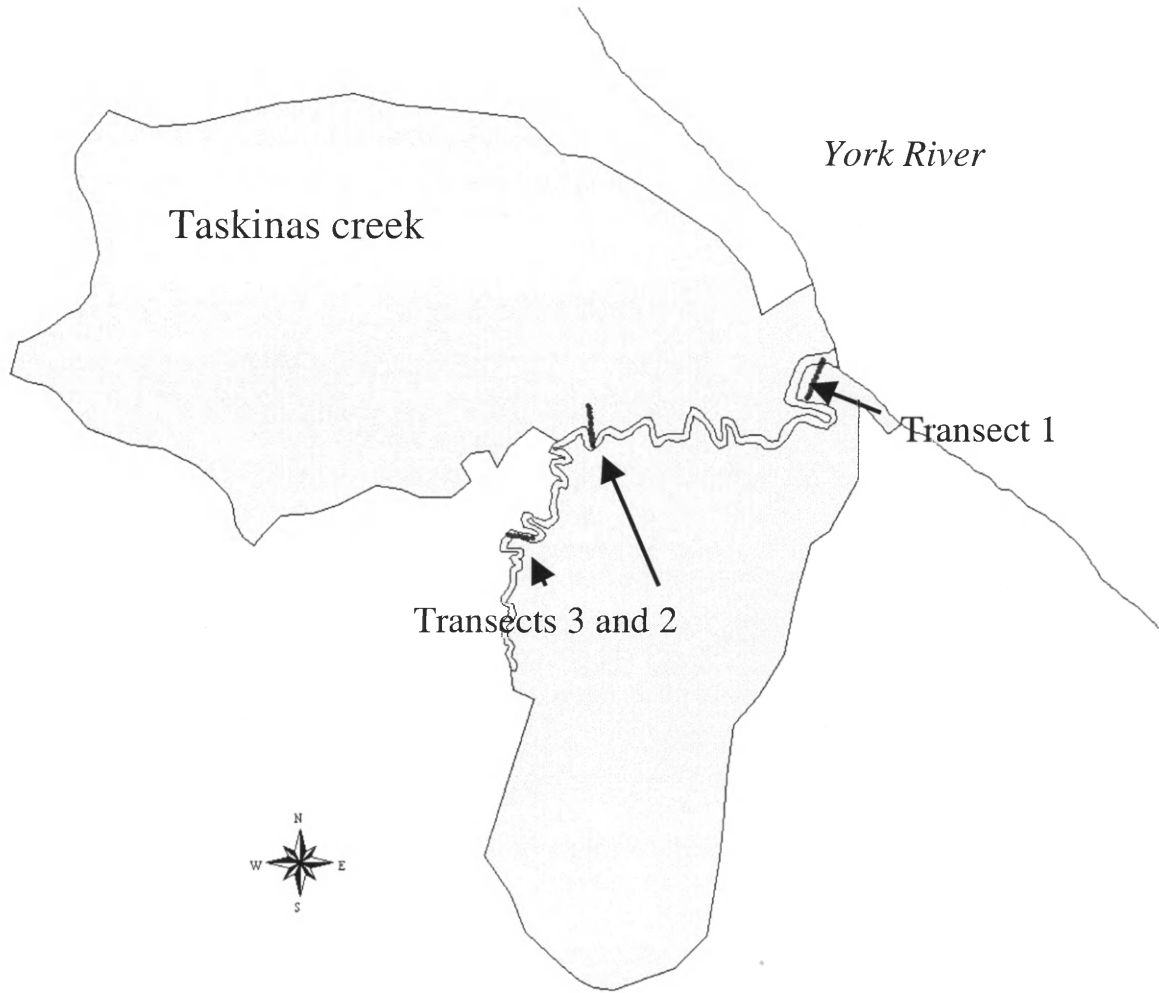 York River
Taskinas creek
Transect 1
Transects 3 and 2
N
W E
S